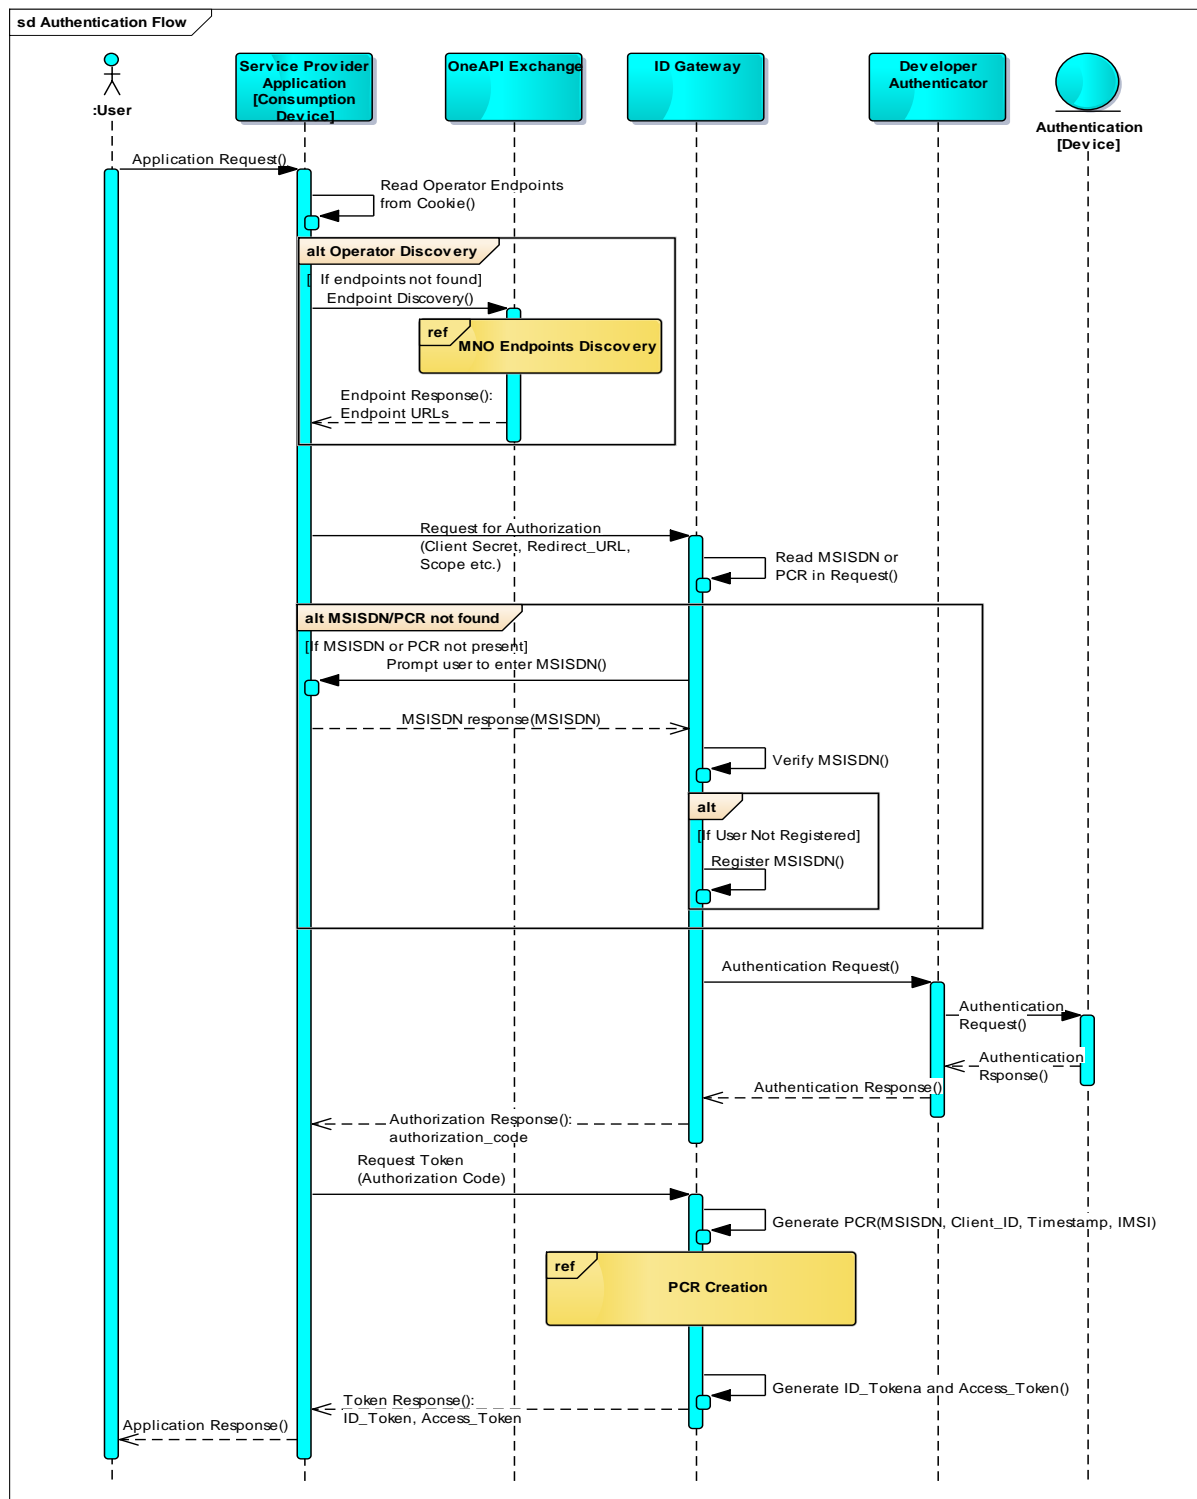 sd Authentication Flow
:User
Service Provider
Application
[Consumption
Device]
OneAPI Exchange
ID Gateway
Developer
Authenticator
Authentication
[Device]
Application Request()
Read Operator Endpoints
from Cookie()
alt Operator Discovery
[ If endpoints not found]
Endpoint Discovery()
ref
MNO Endpoints Discovery
Endpoint Response():
Endpoint URLs
Request for Authorization
(Client Secret, Redirect_URL,
Scope etc.)
Read MSISDN or
PCR in Request()
alt MSISDN/PCR not found
[If MSISDN or PCR not present]
Prompt user to enter MSISDN()
MSISDN response(MSISDN)
Verify MSISDN()
alt
[If User Not Registered]
Register MSISDN()
Authentication Request()
Authentication
Request()
Authentication
Rsponse()
Authentication Response()
Authorization Response():
authorization_code
Request Token
(Authorization Code)
Generate PCR(MSISDN, Client_ID, Timestamp, IMSI)
ref
PCR Creation
Generate ID_Tokena and Access_Token()
Token Response():
ID_Token, Access_Token
Application Response()